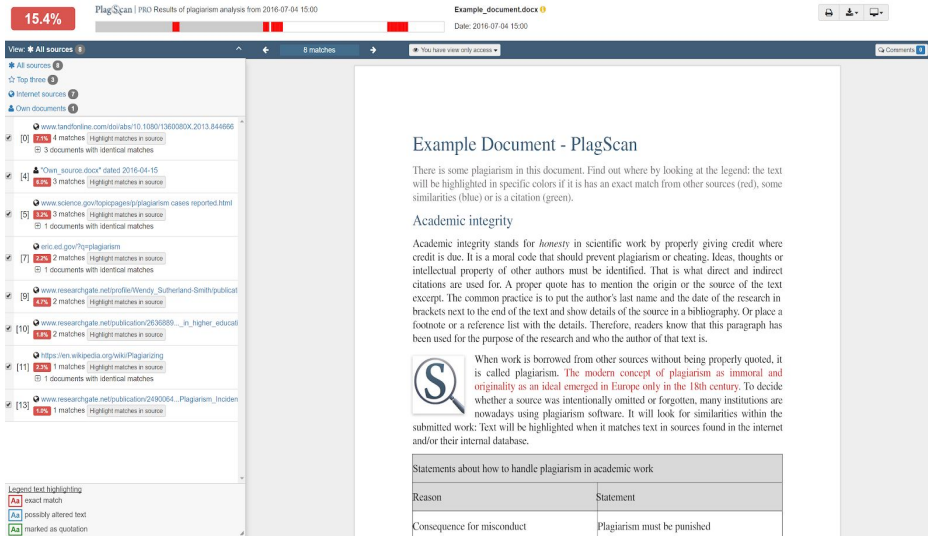 15.4%
PlagScan | PRO Results of plagiarism analysis from 2016-07-04 15:00
Example_document.docx
Date: 2016-07-04 15:00
View: ✱ All sources 8
8 matches
You have view only access
Comments 0
All sources 8
Top three 3
Internet sources 7
Own documents 1
www.tandfonline.com/doi/abs/10.1080/1360080X.2013.844666
[0] 7.1% 4 matches Highlight matches in source
3 documents with identical matches
"Own_source.docx" dated 2016-04-15
[4] 3 matches Highlight matches in source
www.science.gov/topicpages/p/plagiarism cases reported.html
[5] 3.2% 3 matches Highlight matches in source
1 documents with identical matches
eric.ed.gov/?q=plagiarism
[7] 2.2% 2 matches Highlight matches in source
1 documents with identical matches
www.researchgate.net/profile/Wendy_Sutherland-Smith/publicat
[9] 4.7% 2 matches Highlight matches in source
www.researchgate.net/publication/2636889..._in_higher_educati
[10] 2 matches Highlight matches in source
https://en.wikipedia.org/wiki/Plagiarizing
[11] 2.3% 1 matches Highlight matches in source
1 documents with identical matches
www.researchgate.net/publication/2490064...Plagiarism_Inciden
[13] 1.0% 1 matches Highlight matches in source
Legend text highlighting
Aa exact match
Aa possibly altered text
Aa marked as quotation
Example Document - PlagScan
There is some plagiarism in this document. Find out where by looking at the legend: the text
will be highlighted in specific colors if it is has an exact match from other sources (red), some
similarities (blue) or is a citation (green).
Academic integrity
Academic integrity stands for honesty in scientific work by properly giving credit where
credit is due. It is a moral code that should prevent plagiarism or cheating. Ideas, thoughts or
intellectual property of other authors must be identified. That is what direct and indirect
citations are used for. A proper quote has to mention the origin or the source of the text
excerpt. The common practice is to put the author's last name and the date of the research in
brackets next to the end of the text and show details of the source in a bibliography. Or place a
footnote or a reference list with the details. Therefore, readers know that this paragraph has
been used for the purpose of the research and who the author of that text is.
When work is borrowed from other sources without being properly quoted, it
is called plagiarism. The modern concept of plagiarism as immoral and
originality as an ideal emerged in Europe only in the 18th century. To decide
whether a source was intentionally omitted or forgotten, many institutions are
nowadays using plagiarism software. It will look for similarities within the
submitted work: Text will be highlighted when it matches text in sources found in the internet
and/or their internal database.
Statements about how to handle plagiarism in academic work
Reason Statement
Consequence for misconduct Plagiarism must be punished